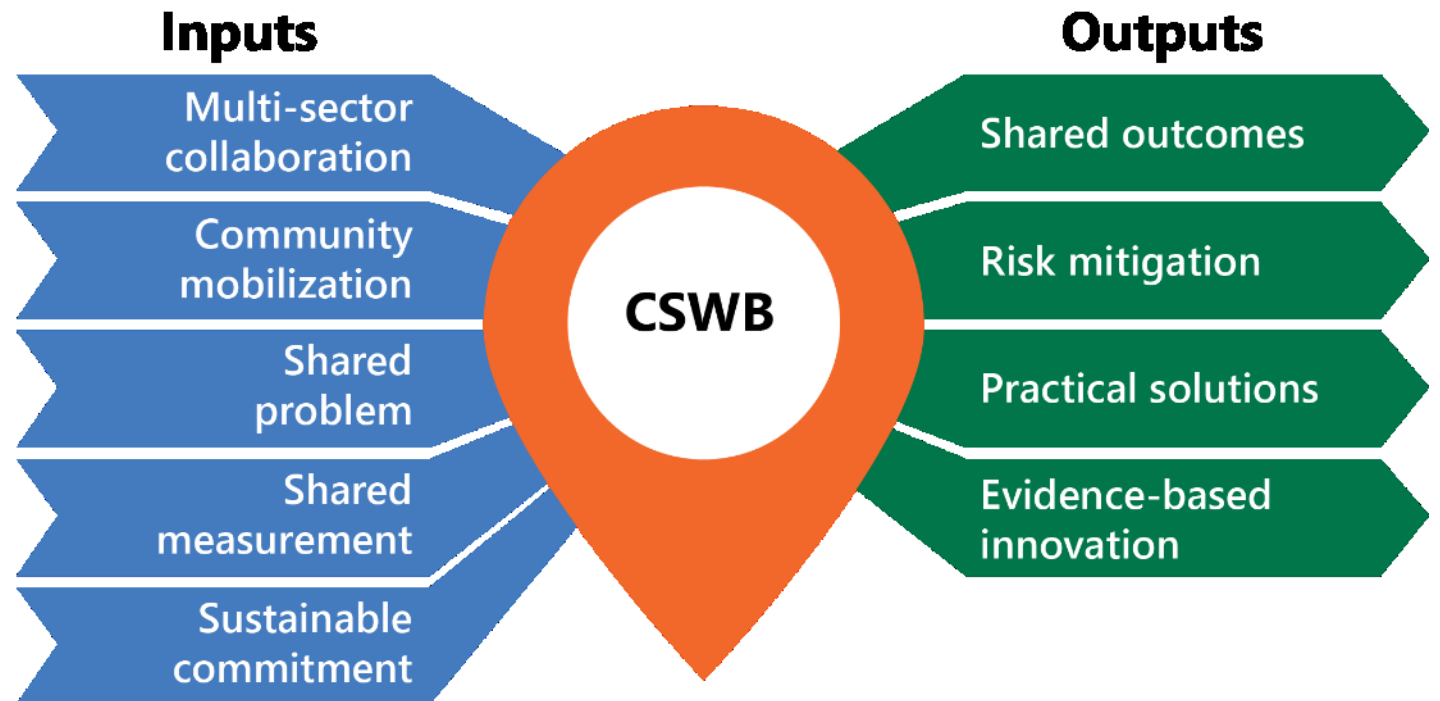 Inputs
Multi-sector
collaboration
Community
mobilization
Shared
problem
Shared
measurement
Sustainable
commitment
CSWB
Outputs
Shared outcomes
Risk mitigation
Practical solutions
Evidence-based
innovation